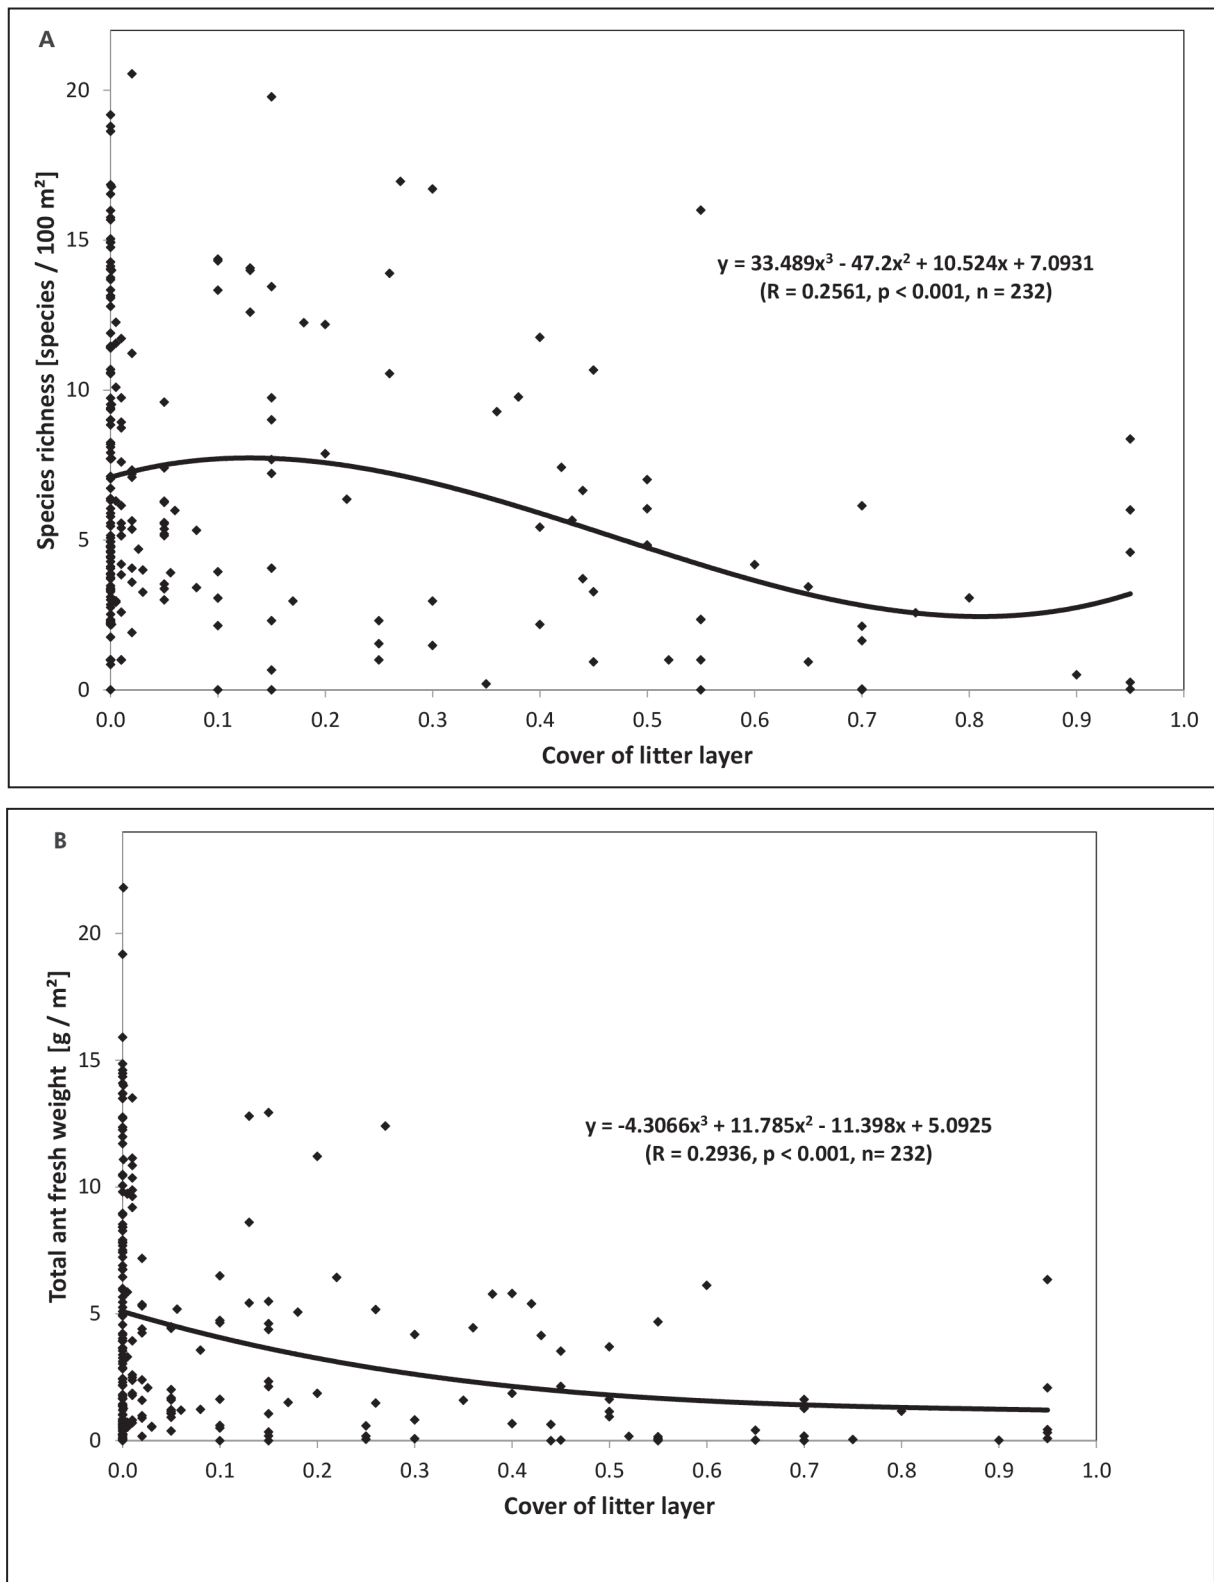 A
20
15
10
5
0
Species richness [species / 100 m²]
y = 33.489x³ - 47.2x² + 10.524x + 7.0931
(R = 0.2561, p < 0.001, n = 232)
0.0 0.1 0.2 0.3 0.4 0.5 0.6 0.7 0.8 0.9 1.0
Cover of litter layer
B
20
15
10
5
0
Total ant fresh weight [g / m²]
y = -4.3066x³ + 11.785x² - 11.398x + 5.0925
(R = 0.2936, p < 0.001, n= 232)
0.0 0.1 0.2 0.3 0.4 0.5 0.6 0.7 0.8 0.9 1.0
Cover of litter layer